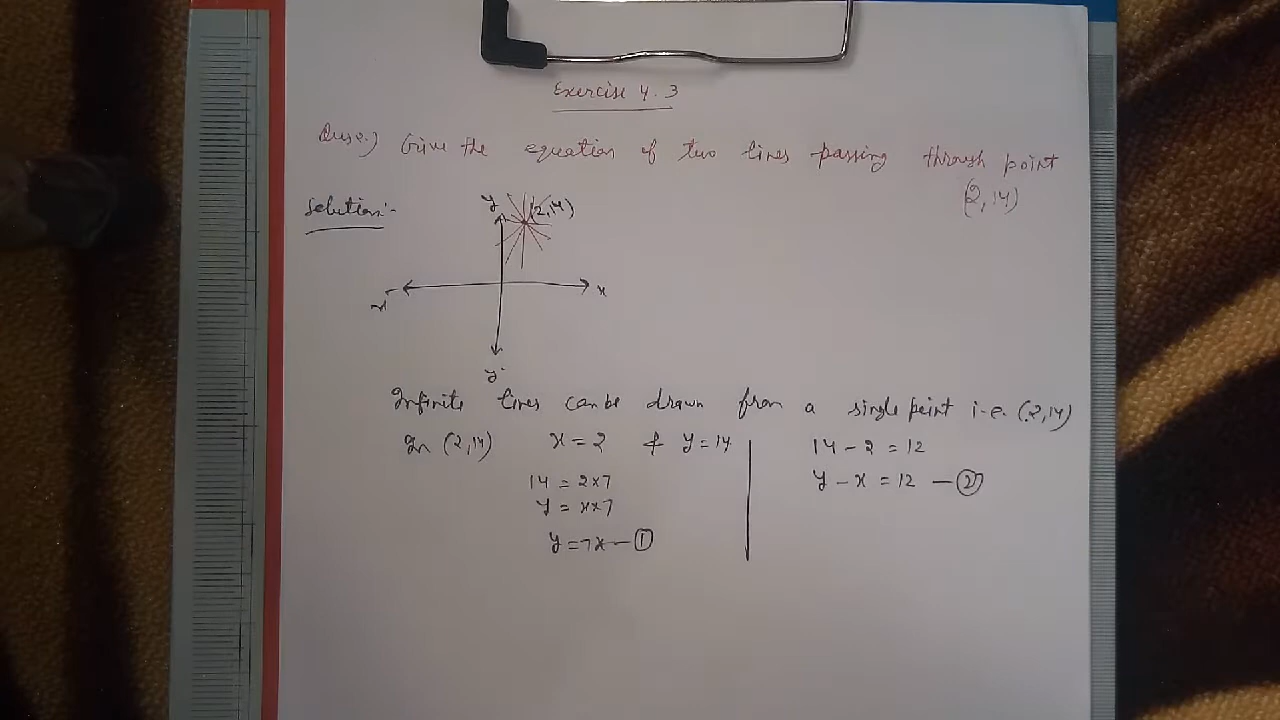 Exercise 4.3
Ques.) Give the equation of two lines passing through point
(2,14)
Solution:-
y
(2,14)
x'
x
y'
Infinite lines can be drawn from a single point i.e. (2,14)
In (2,14) x = 2 & y = 14
14 = 2×7
y = x×7
y = 7x — ①
14 - 2 = 12
y - x = 12 — ②